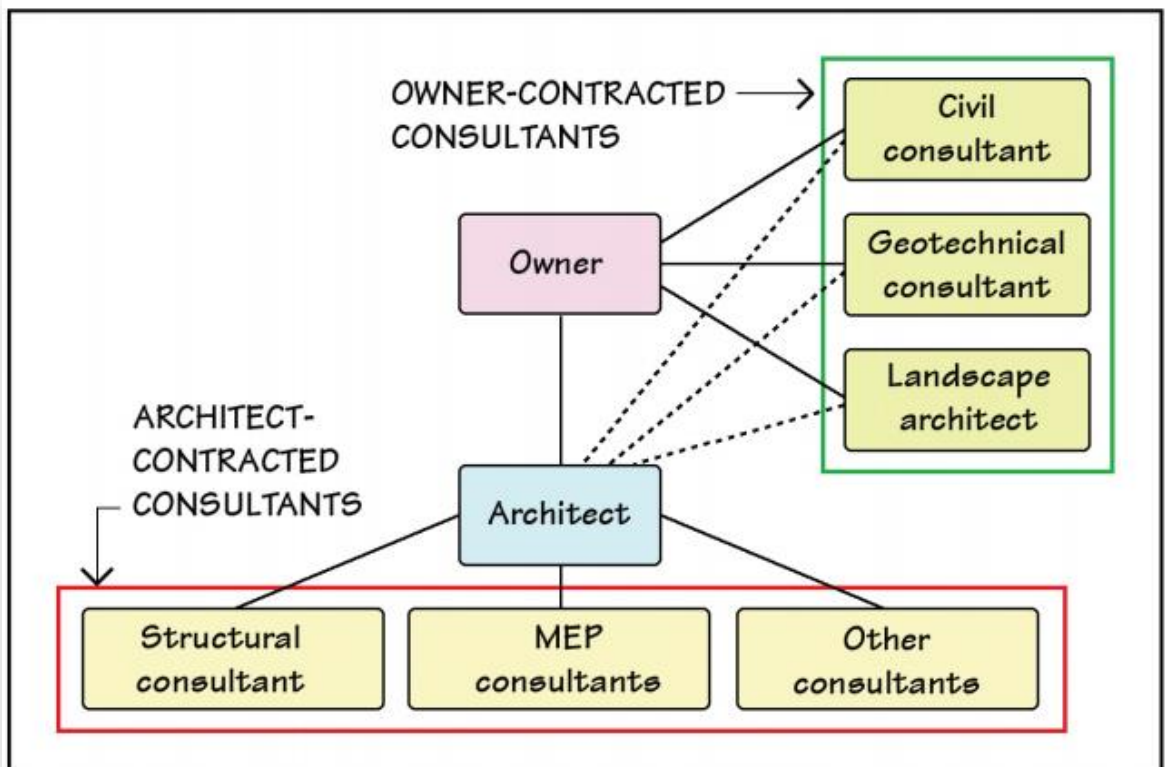 OWNER-CONTRACTED
CONSULTANTS
Civil
consultant
Owner
Geotechnical
consultant
Landscape
architect
ARCHITECT-
CONTRACTED
CONSULTANTS
Architect
Structural
consultant
MEP
consultants
Other
consultants